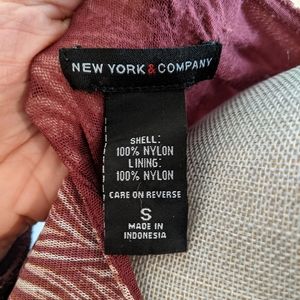 NEW YORK & COMPANY
SHELL:
100% NYLON
LINING:
100% NYLON
CARE ON REVERSE
S
MADE IN
INDONESIA